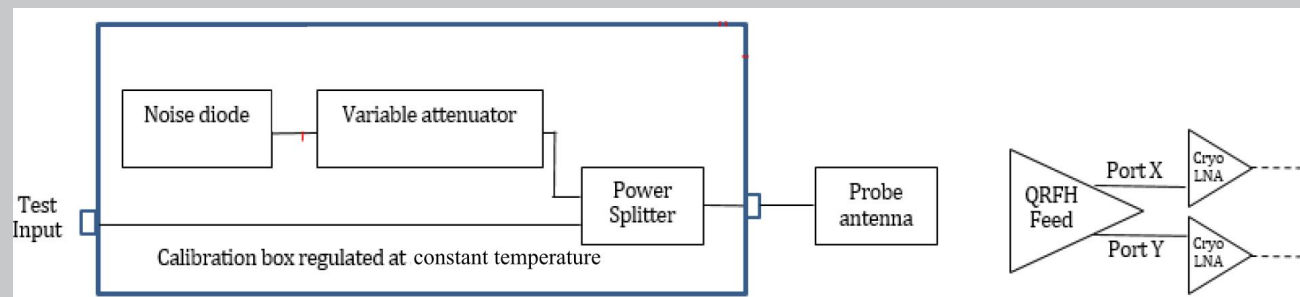 Noise diode
Variable attenuator
Test
Input
Power
Splitter
Calibration box regulated at constant temperature
Probe
antenna
QRFH
Feed
Port X
Port Y
Cryo
LNA
Cryo
LNA